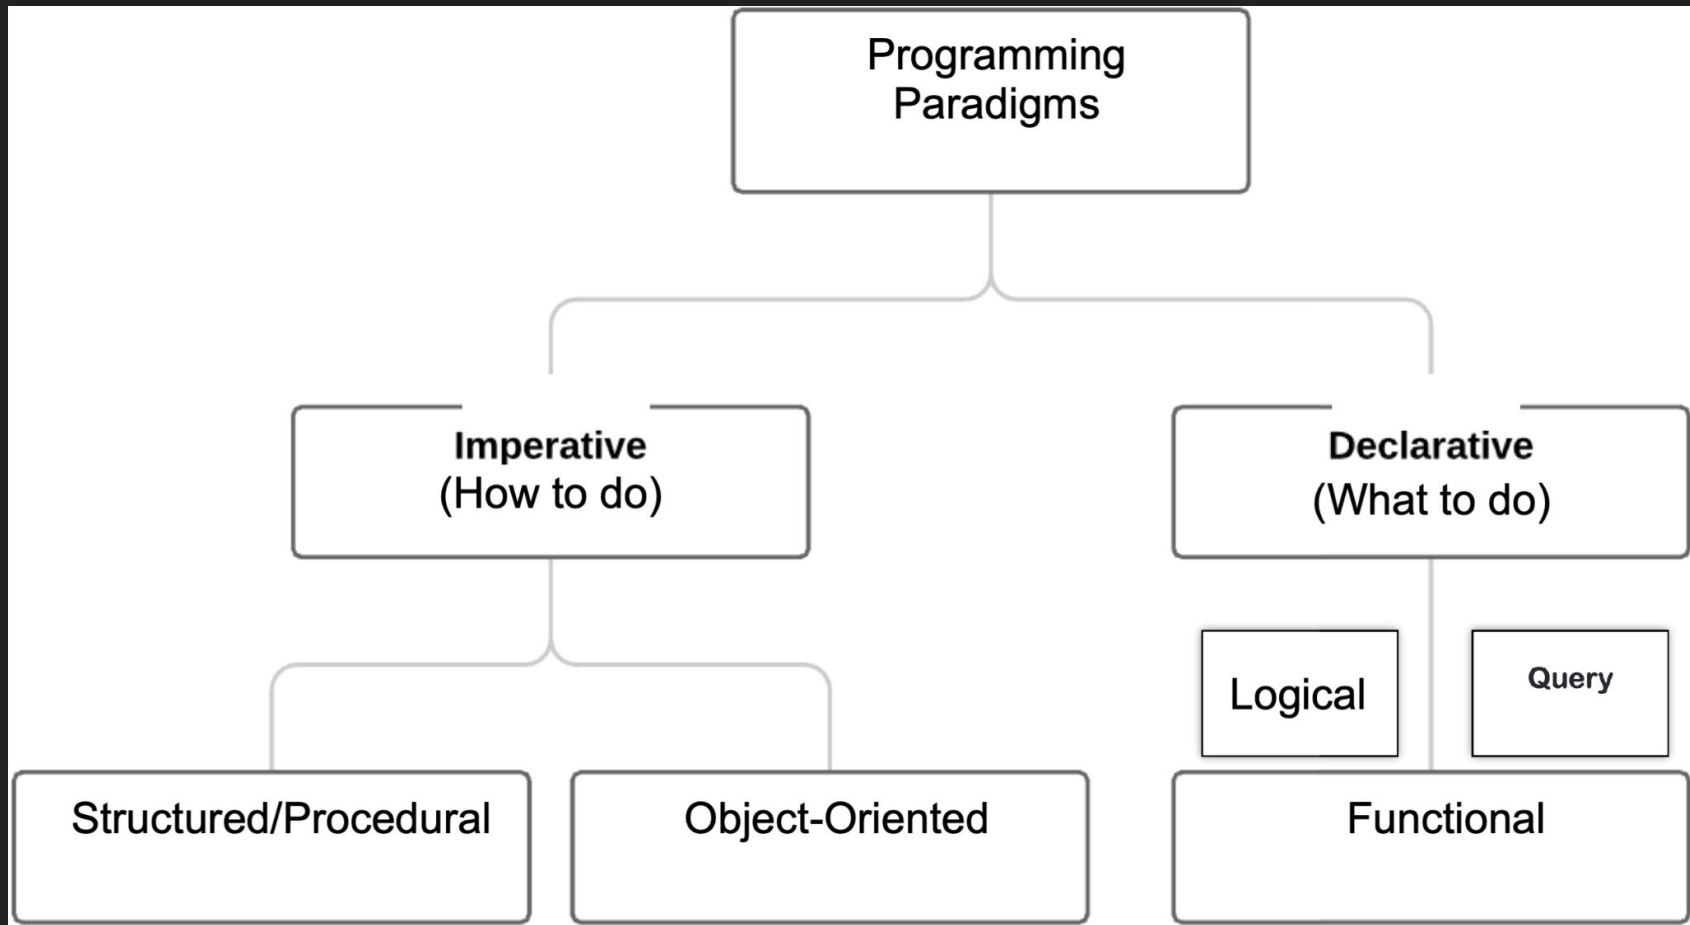 Programming
Paradigms
Imperative
(How to do)
Declarative
(What to do)
Logical
Query
Structured/Procedural
Object-Oriented
Functional